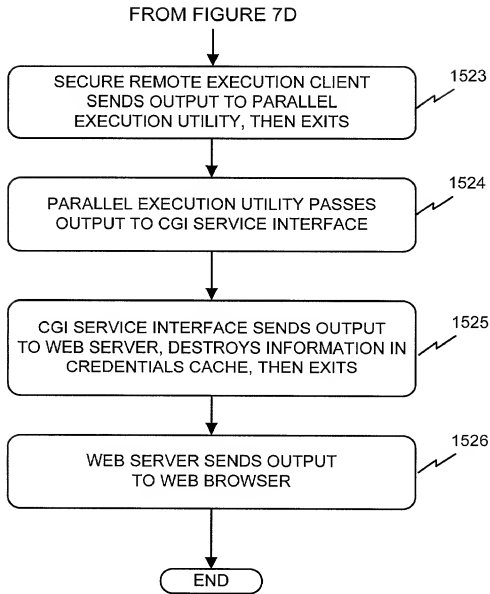 FROM FIGURE 7D
1523
SECURE REMOTE EXECUTION CLIENT
SENDS OUTPUT TO PARALLEL
EXECUTION UTILITY, THEN EXITS
1524
PARALLEL EXECUTION UTILITY PASSES
OUTPUT TO CGI SERVICE INTERFACE
1525
CGI SERVICE INTERFACE SENDS OUTPUT
TO WEB SERVER, DESTROYS INFORMATION IN
CREDENTIALS CACHE, THEN EXITS
1526
WEB SERVER SENDS OUTPUT
TO WEB BROWSER
END